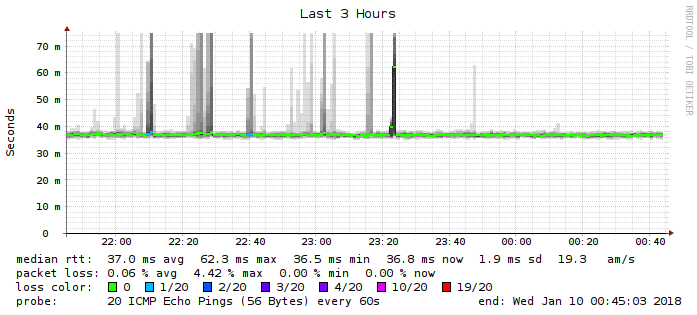 Last 3 Hours
RRDTOOL / TOBI OETIKER
Seconds
70 m
60 m
50 m
40 m
30 m
20 m
10 m
0
22:00 22:20 22:40 23:00 23:20 23:40 00:00 00:20 00:40
median rtt: 37.0 ms avg 62.3 ms max 36.5 ms min 36.8 ms now 1.9 ms sd 19.3 am/s
packet loss: 0.06 % avg 4.42 % max 0.00 % min 0.00 % now
loss color: 0 1/20 2/20 3/20 4/20 10/20 19/20
probe: 20 ICMP Echo Pings (56 Bytes) every 60s end: Wed Jan 10 00:45:03 2018